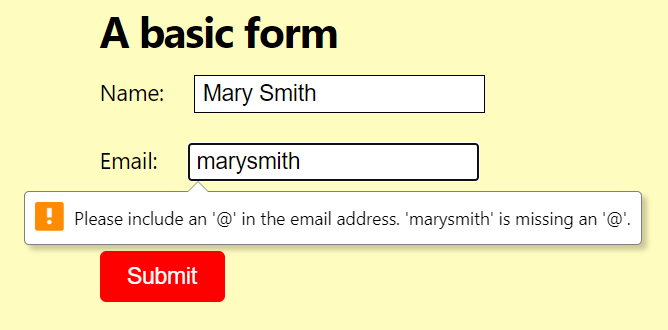 A basic form
Name: Mary Smith
Email: marysmith
! Please include an '@' in the email address. 'marysmith' is missing an '@'.
Submit